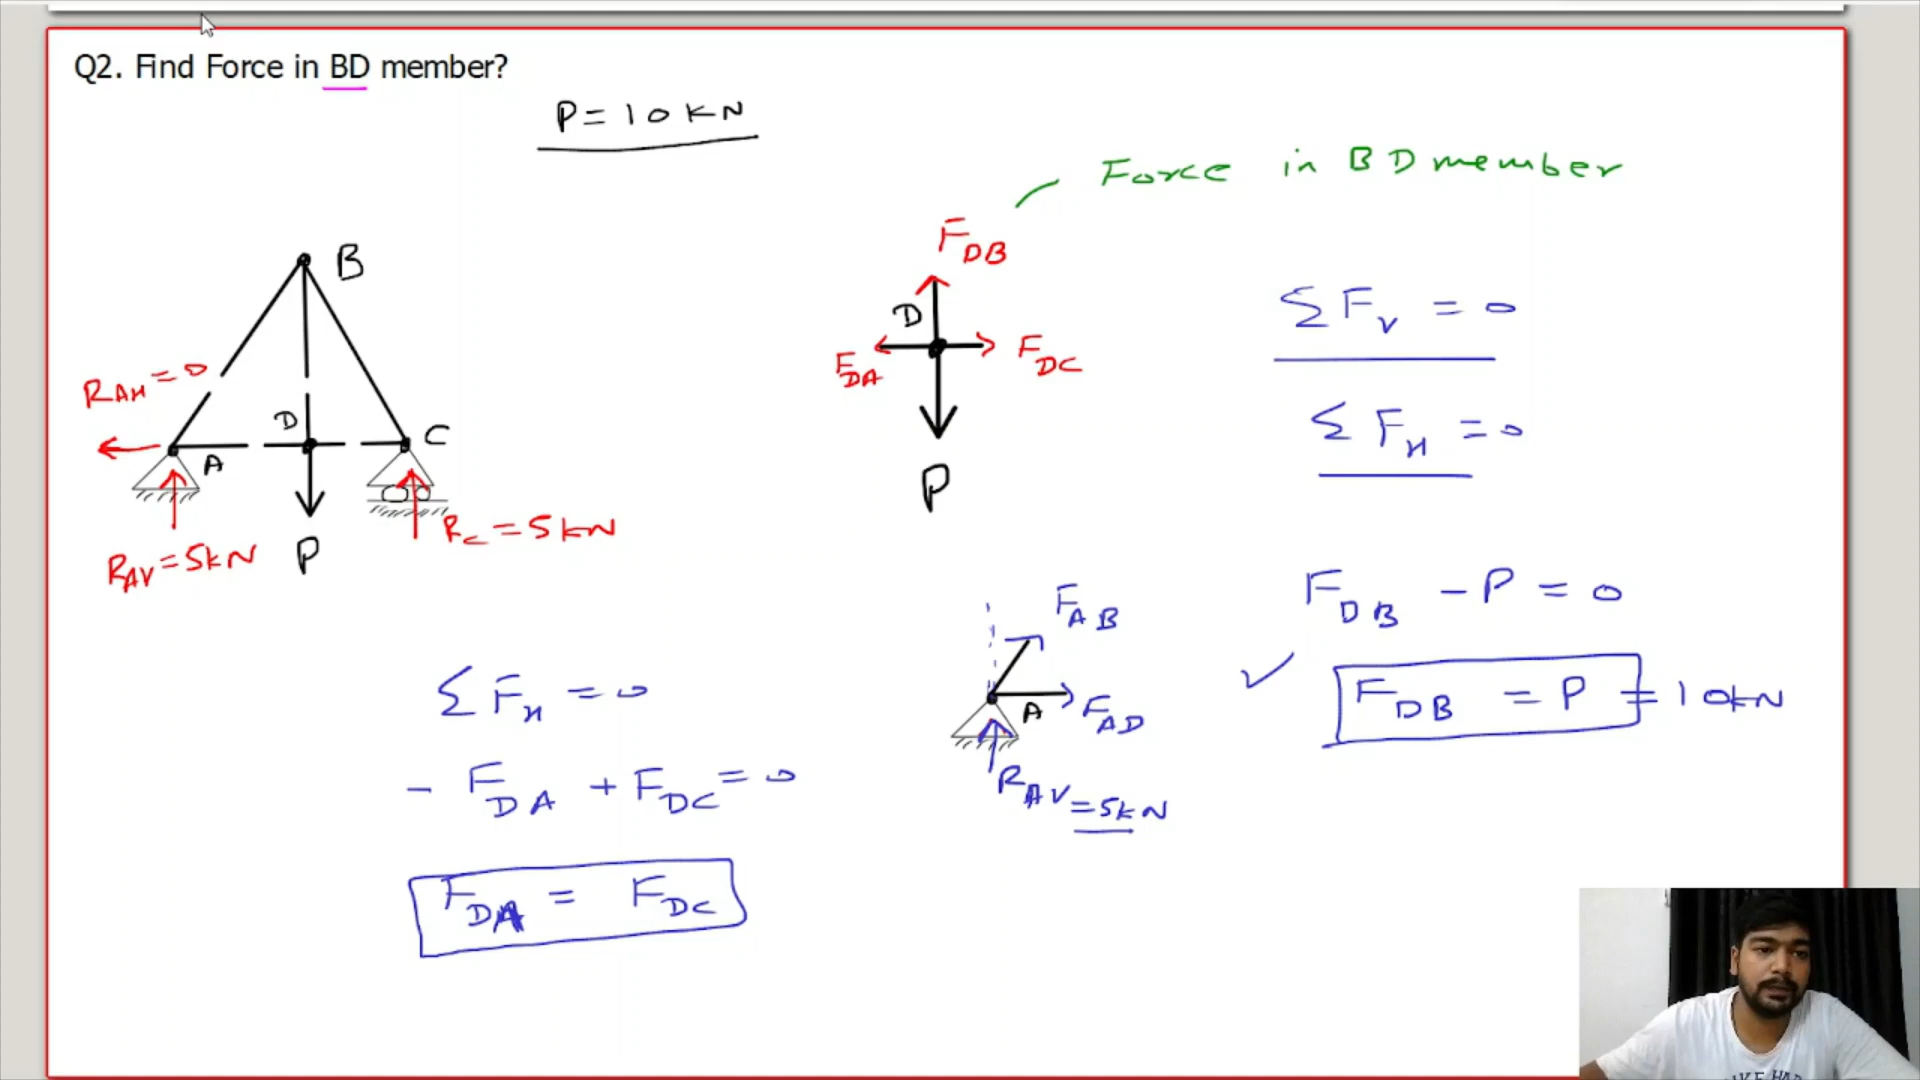 Q2. Find Force in BD member?
P = 10 KN
Force in BD member
F_DB
D
F_DA
F_DC
P
B
R_AH = 0
D
C
A
R_C = 5 KN
R_AV = 5KN
P
ΣF_V = 0
ΣF_H = 0
F_DB - P = 0
F_DB = P = 10KN
F_AB
A
F_AD
R_AV = 5KN
ΣF_H = 0
- F_DA + F_DC = 0
F_DA = F_DC